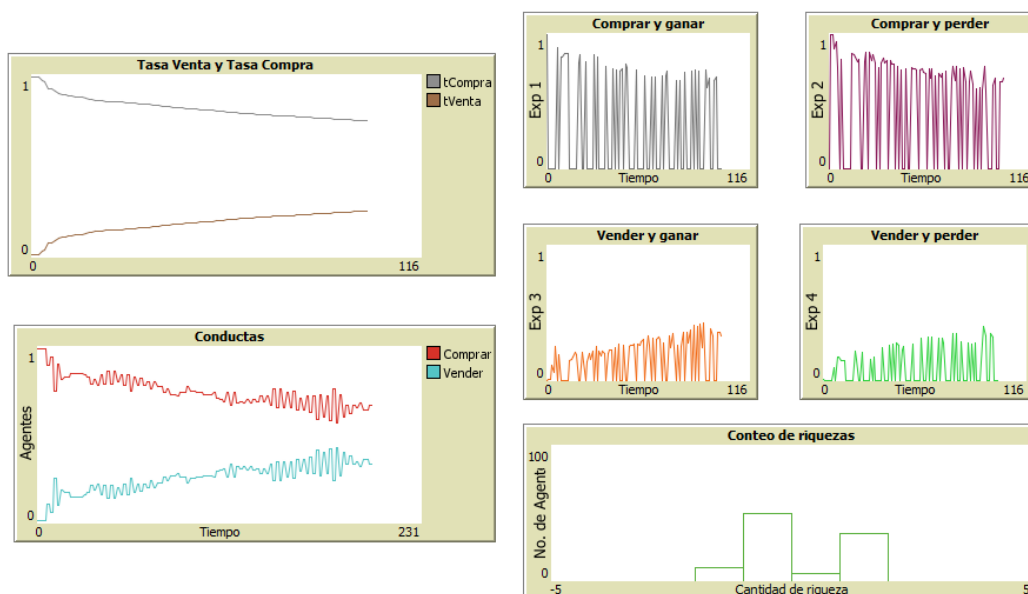 Tasa Venta y Tasa Compra
1
0
0
116
tCompra
tVenta
Comprar y ganar
1
Exp 1
0
0
Tiempo
116
Comprar y perder
1
Exp 2
0
0
Tiempo
116
Vender y ganar
1
Exp 3
0
0
Tiempo
116
Vender y perder
1
Exp 4
0
0
Tiempo
116
Conductas
1
Agentes
0
0
Tiempo
231
Comprar
Vender
Conteo de riquezas
100
No. de Agent
0
-5
Cantidad de riqueza
5